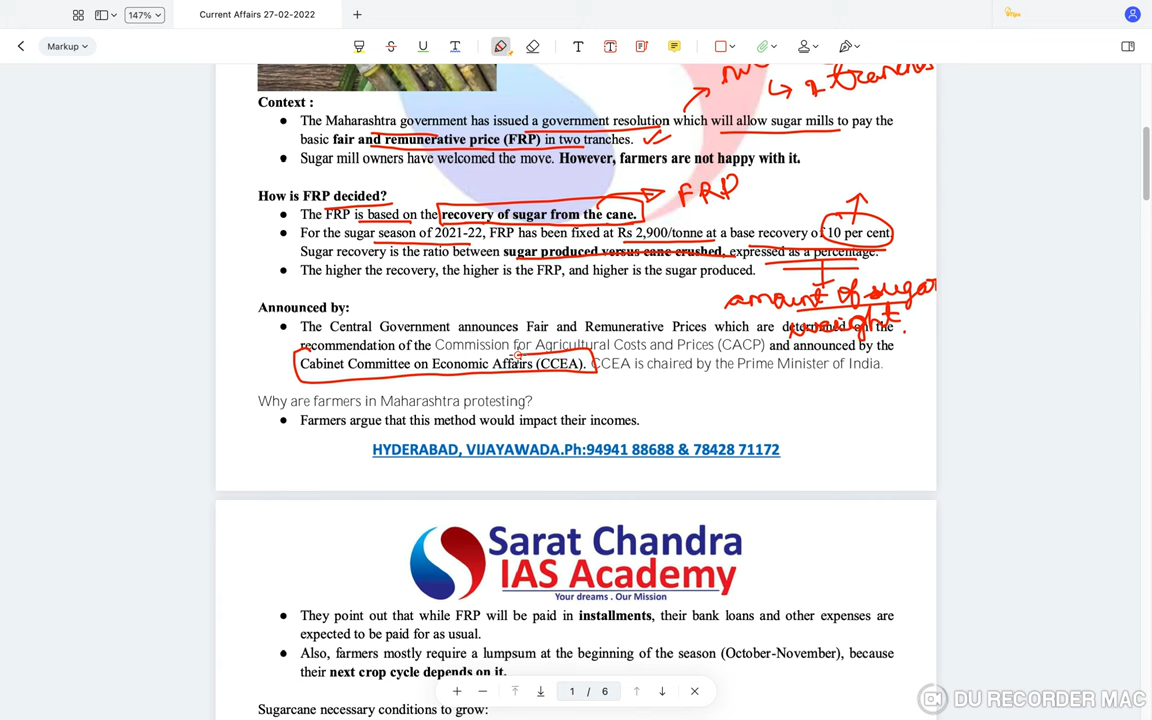 147%
Current Affairs 27-02-2022
Markup
2 tranches
Context :
● The Maharashtra government has issued a government resolution which will allow sugar mills to pay the
basic fair and remunerative price (FRP) in two tranches.
● Sugar mill owners have welcomed the move. However, farmers are not happy with it.
How is FRP decided?
FRP
● The FRP is based on the recovery of sugar from the cane.
● For the sugar season of 2021-22, FRP has been fixed at Rs 2,900/tonne at a base recovery of 10 per cent.
Sugar recovery is the ratio between sugar produced versus cane crushed, expressed as a percentage.
● The higher the recovery, the higher is the FRP, and higher is the sugar produced.
amount of sugar
weight.
Announced by:
● The Central Government announces Fair and Remunerative Prices which are determined on the
recommendation of the Commission for Agricultural Costs and Prices (CACP) and announced by the
Cabinet Committee on Economic Affairs (CCEA). CCEA is chaired by the Prime Minister of India.
Why are farmers in Maharashtra protesting?
● Farmers argue that this method would impact their incomes.
HYDERABAD, VIJAYAWADA.Ph:94941 88688 & 78428 71172
Sarat Chandra
IAS Academy
Your dreams . Our Mission
● They point out that while FRP will be paid in installments, their bank loans and other expenses are
expected to be paid for as usual.
● Also, farmers mostly require a lumpsum at the beginning of the season (October-November), because
their next crop cycle depends on it.
1 / 6
Sugarcane necessary conditions to grow:
DU RECORDER MAC